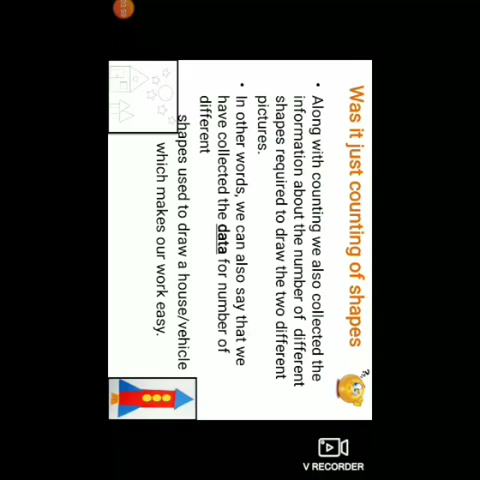 Was it just counting of shapes
• Along with counting we also collected the
information about the number of different
shapes required to draw the two different
pictures.
• In other words, we can also say that we
have collected the data for number of
different
shapes used to draw a house/vehicle
which makes our work easy.
V RECORDER